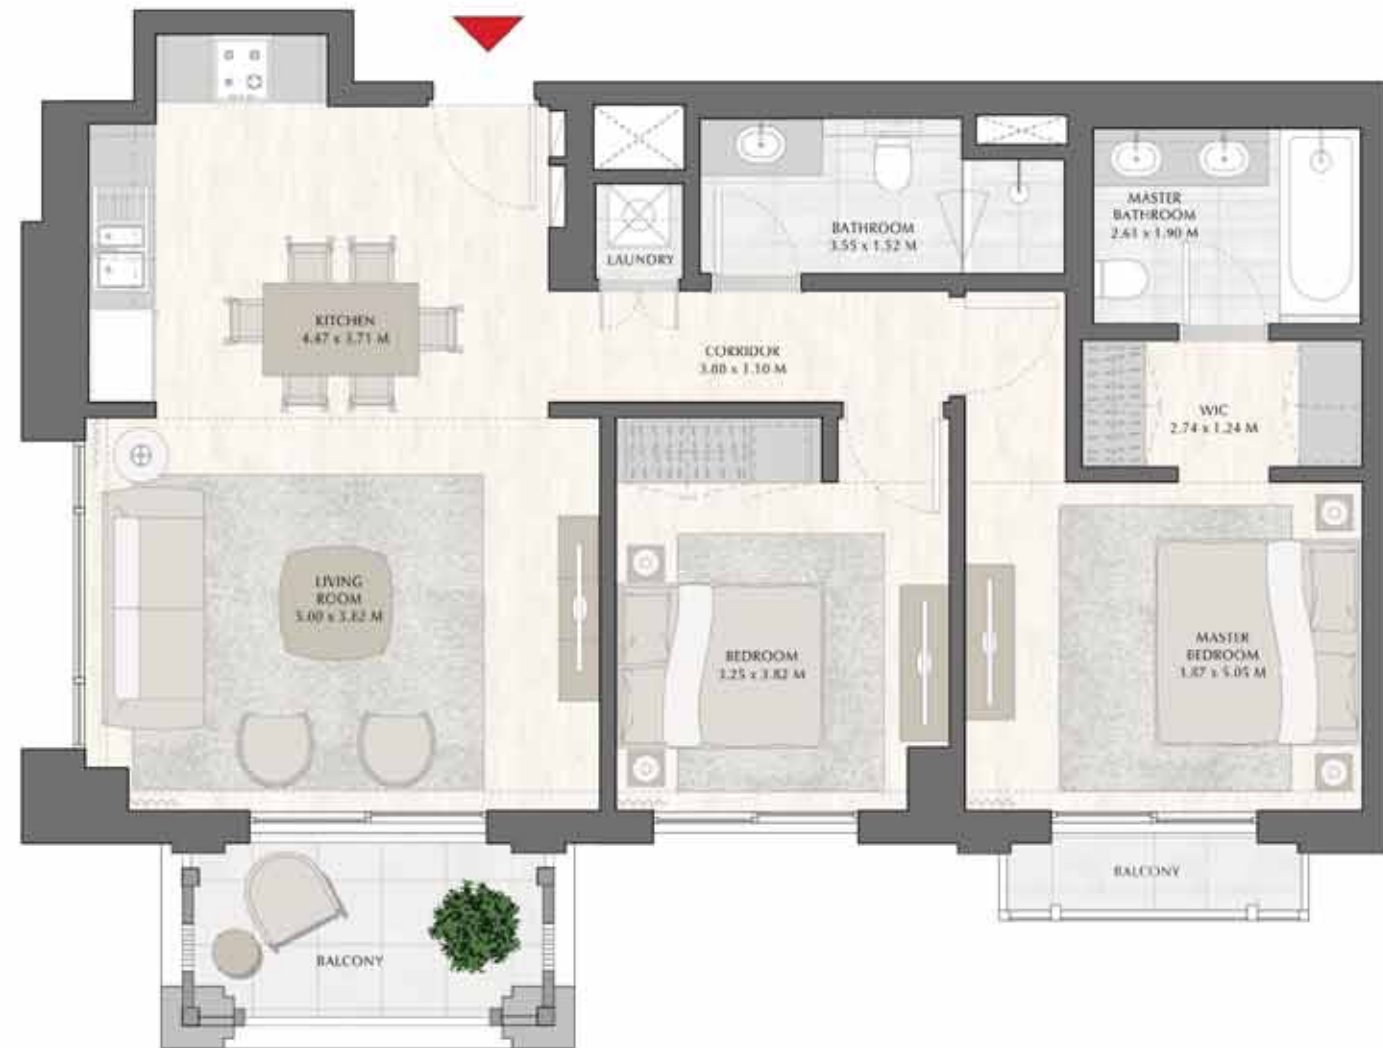 MASTER
BATHROOM
2.61 x 1.90 M
BATHROOM
3.55 x 1.52 M
LAUNDRY
KITCHEN
4.47 x 3.71 M
CORRIDOR
3.80 x 1.10 M
WIC
2.74 x 1.24 M
LIVING
ROOM
5.00 x 3.82 M
BEDROOM
3.25 x 3.82 M
MASTER
BEDROOM
3.87 x 5.05 M
BALCONY
BALCONY